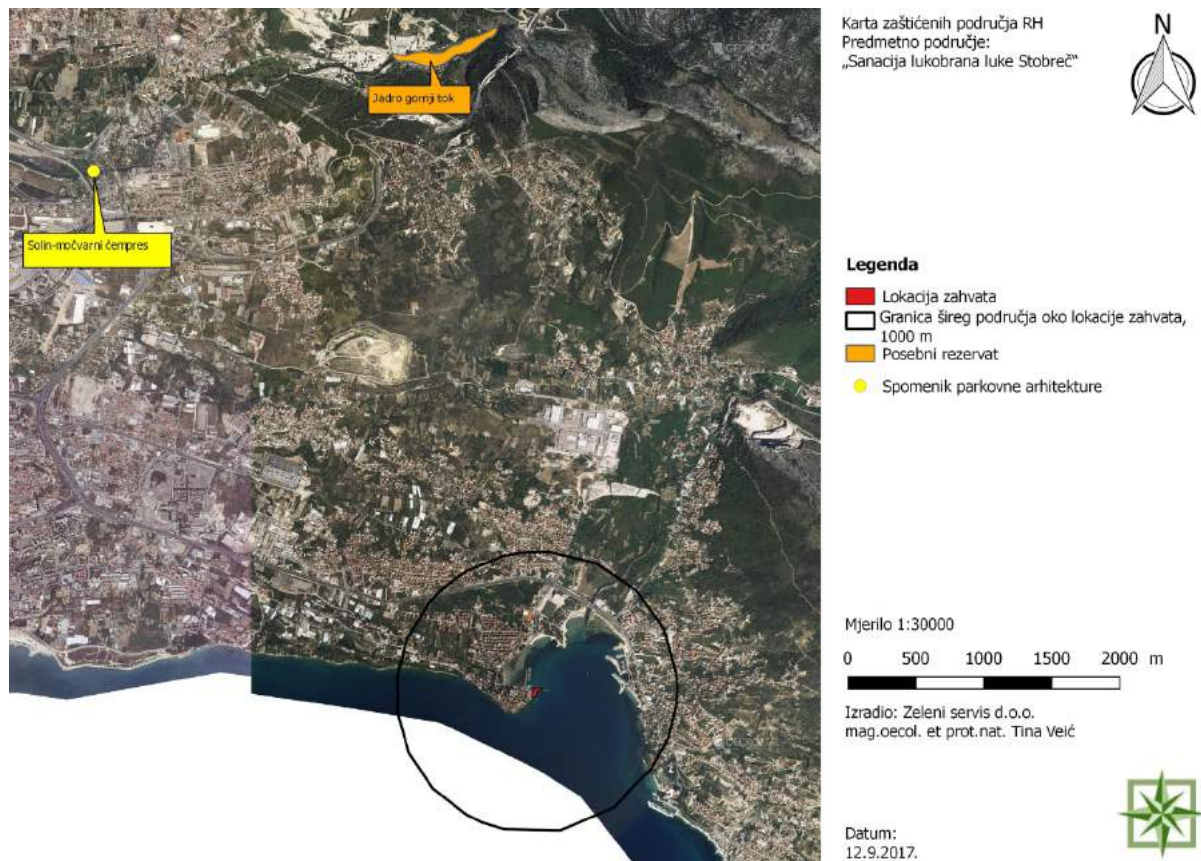 Karta zaštićenih područja RH
Predmetno područje:
„Sanacija lukobrana luke Stobreč“
N
Jadro gornji tok
Solin-močvarni čempres
Legenda
Lokacija zahvata
Granica šireg područja oko lokacije zahvata,
1000 m
Posebni rezervat
Spomenik parkovne arhitekture
Mjerilo 1:30000
0 500 1000 1500 2000 m
Izradio: Zeleni servis d.o.o.
mag.oecol. et prot.nat. Tina Veić
Datum:
12.9.2017.